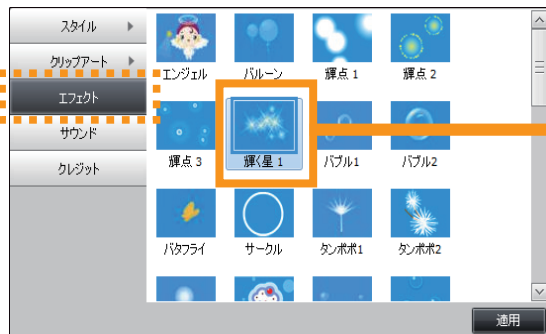 スタイル
クリップアート
エフェクト
サウンド
クレジット
エンジェル
バルーン
輝点 1
輝点 2
輝点 3
輝く星 1
バブル1
バブル2
バタフライ
サークル
タンポポ1
タンポポ2
適用